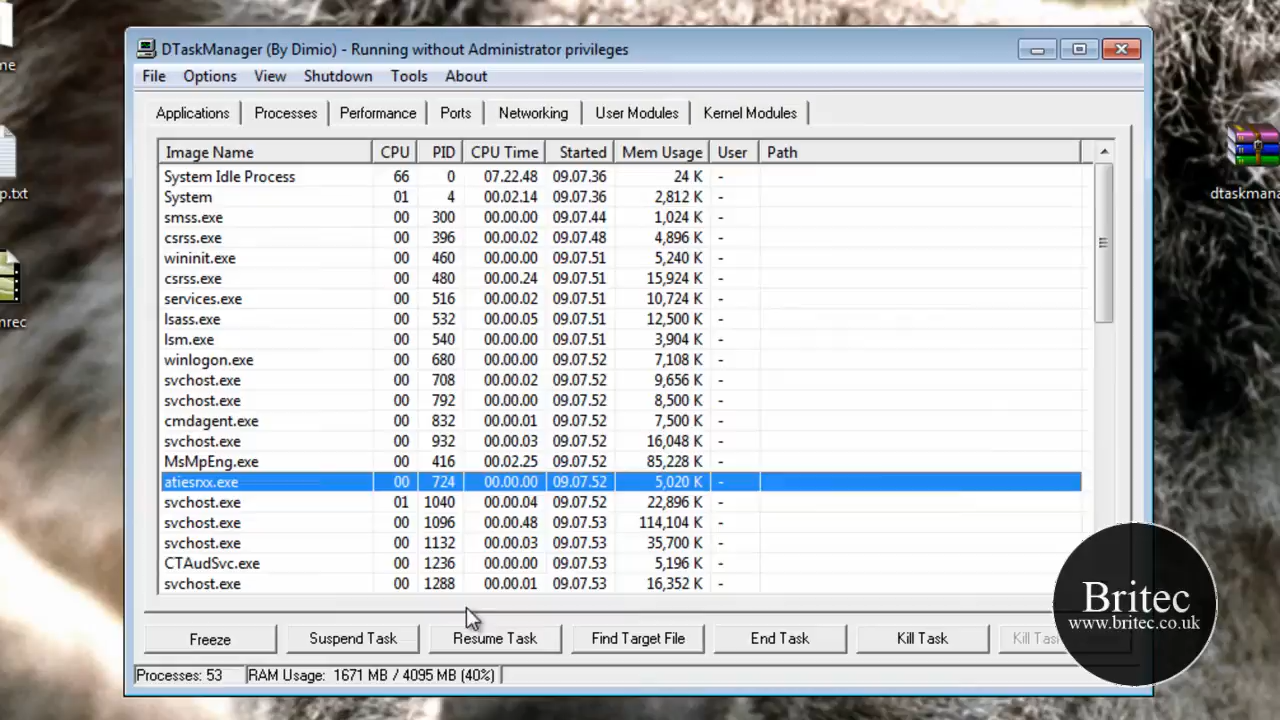 DTaskManager (By Dimio) - Running without Administrator privileges
File Options View Shutdown Tools About
Applications Processes Performance Ports Networking User Modules Kernel Modules
Image Name CPU PID CPU Time Started Mem Usage User Path
System Idle Process 66 0 07.22.48 09.07.36 24 K -
System 01 4 00.02.14 09.07.36 2,812 K -
smss.exe 00 300 00.00.00 09.07.44 1,024 K -
csrss.exe 00 396 00.00.02 09.07.48 4,896 K -
wininit.exe 00 460 00.00.00 09.07.51 5,240 K -
csrss.exe 00 480 00.00.24 09.07.51 15,924 K -
services.exe 00 516 00.00.02 09.07.51 10,724 K -
lsass.exe 00 532 00.00.05 09.07.51 12,500 K -
lsm.exe 00 540 00.00.00 09.07.51 3,904 K -
winlogon.exe 00 680 00.00.00 09.07.52 7,108 K -
svchost.exe 00 708 00.00.02 09.07.52 9,656 K -
svchost.exe 00 792 00.00.00 09.07.52 8,500 K -
cmdagent.exe 00 832 00.00.01 09.07.52 7,500 K -
svchost.exe 00 932 00.00.03 09.07.52 16,048 K -
MsMpEng.exe 00 416 00.02.25 09.07.52 85,228 K -
atiesrxx.exe 00 724 00.00.00 09.07.52 5,020 K -
svchost.exe 01 1040 00.00.04 09.07.52 22,896 K -
svchost.exe 00 1096 00.00.48 09.07.53 114,104 K -
svchost.exe 00 1132 00.00.03 09.07.53 35,700 K -
CTAudSvc.exe 00 1236 00.00.00 09.07.53 5,196 K -
svchost.exe 00 1288 00.00.01 09.07.53 16,352 K -
Freeze Suspend Task Resume Task Find Target File End Task Kill Task Kill Tas
Processes: 53 RAM Usage: 1671 MB / 4095 MB (40%)
me
p.txt
nrec
dtaskmana
Britec
www.britec.co.uk